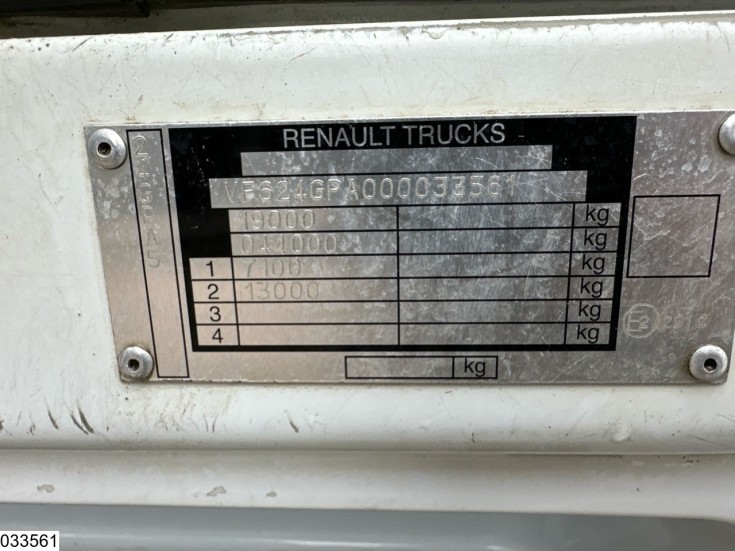 RENAULT TRUCKS
VF624GPA000033561
19000 kg
044000 kg
1 7100 kg
2 13000 kg
3 kg
4 kg
kg
033561